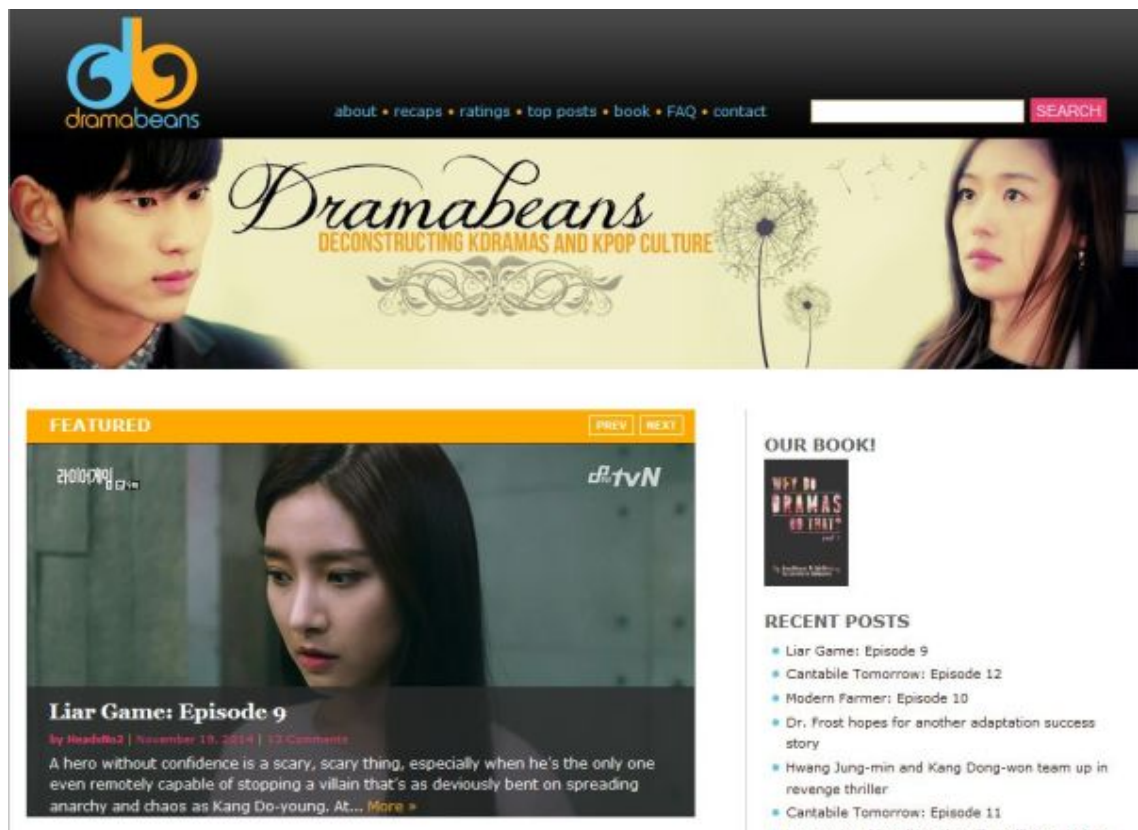 dramabeans
about • recaps • ratings • top posts • book • FAQ • contact
SEARCH
Dramabeans
DECONSTRUCTING KDRAMAS AND KPOP CULTURE
FEATURED
PREV NEXT
라이어게임
tvN
Liar Game: Episode 9
by HeadsNo2 | November 19, 2014 | 13 Comments
A hero without confidence is a scary, scary thing, especially when he's the only one
even remotely capable of stopping a villain that's as deviously bent on spreading
anarchy and chaos as Kang Do-young. At... More »
OUR BOOK!
WHY DO
DRAMAS
DO THAT?
RECENT POSTS
Liar Game: Episode 9
Cantabile Tomorrow: Episode 12
Modern Farmer: Episode 10
Dr. Frost hopes for another adaptation success
story
Hwang Jung-min and Kang Dong-won team up in
revenge thriller
Cantabile Tomorrow: Episode 11